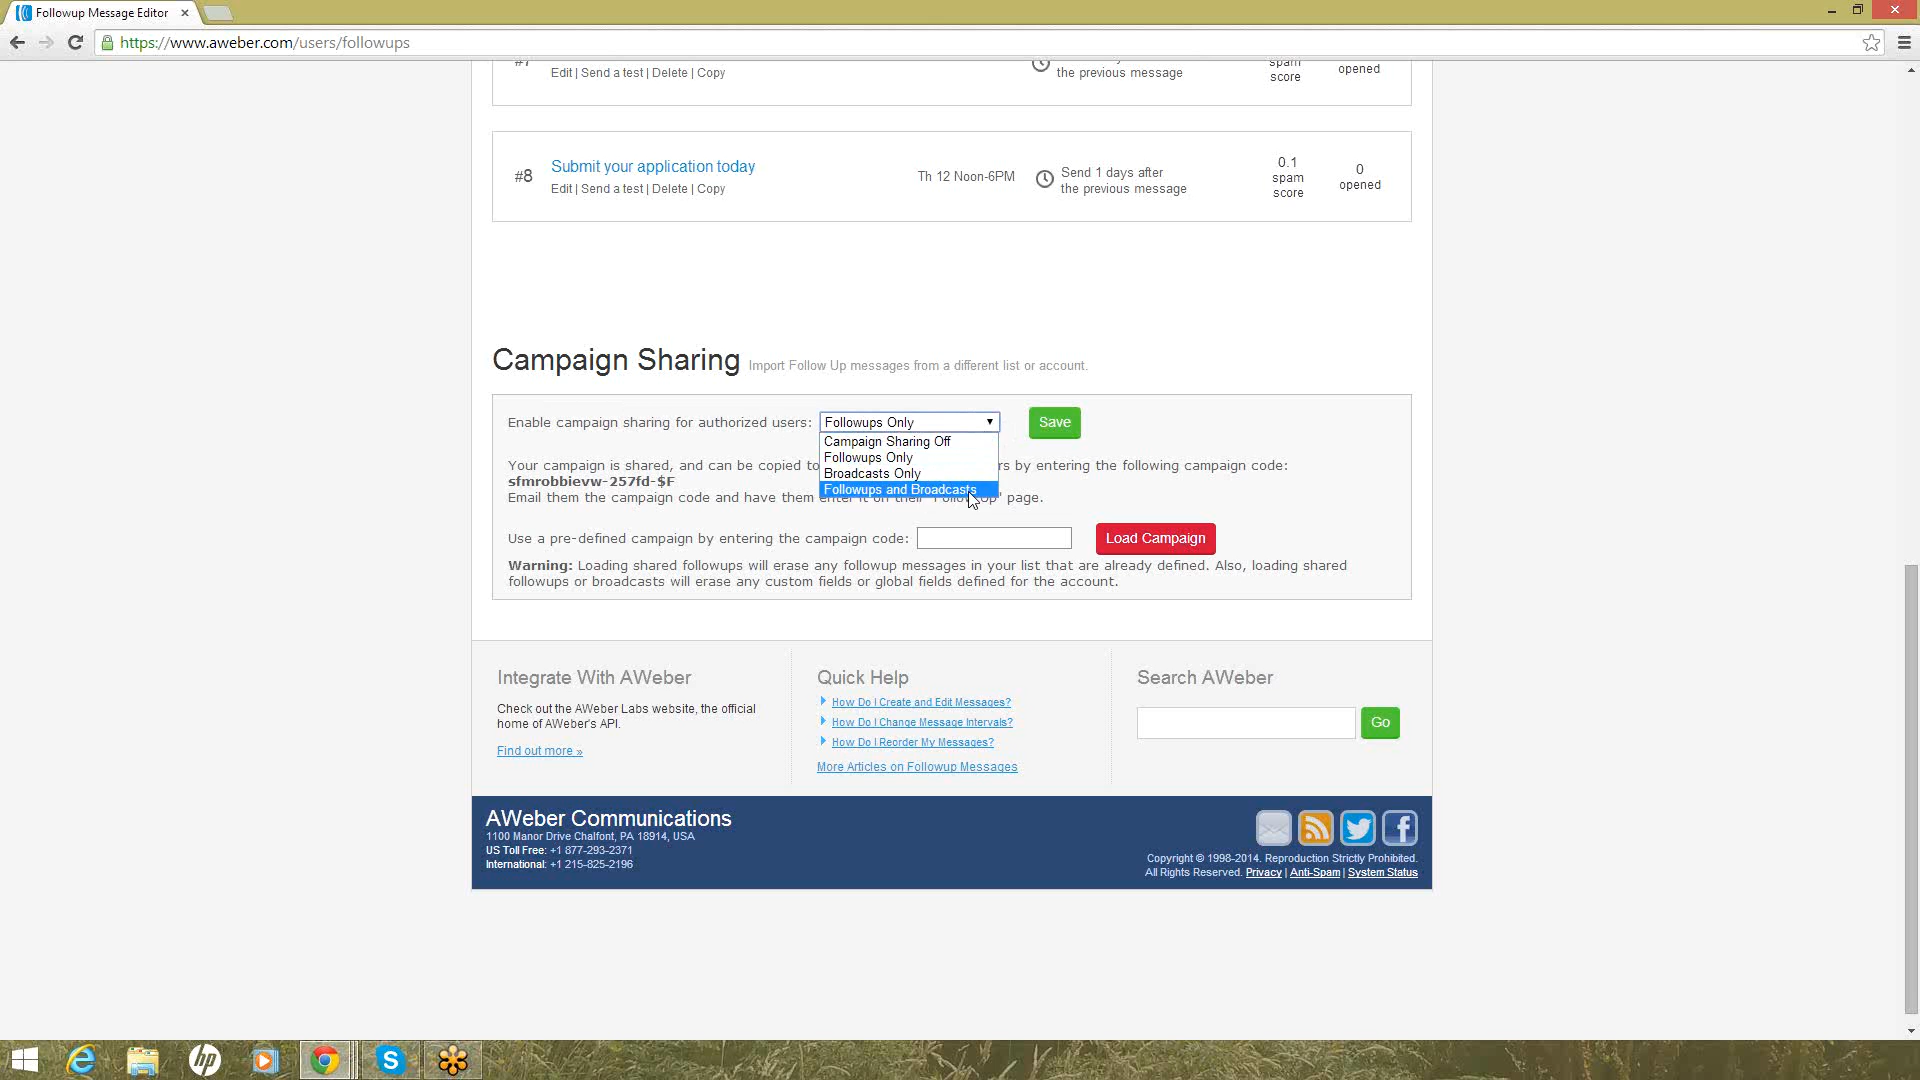 Followup Message Editor
https://www.aweber.com/users/followups
#7
Edit | Send a test | Delete | Copy
the previous message
spam
score
opened
#8
Submit your application today
Edit | Send a test | Delete | Copy
Th 12 Noon-6PM
Send 1 days after
the previous message
0.1
spam
score
0
opened
Campaign Sharing Import Follow Up messages from a different list or account.
Enable campaign sharing for authorized users: Followups Only Save
Campaign Sharing Off
Followups Only
Broadcasts Only
Followups and Broadcasts
Your campaign is shared, and can be copied to rs by entering the following campaign code:
sfmrobbievw-257fd-$F
Email them the campaign code and have them enter it on their 'Follow Up' page.
Use a pre-defined campaign by entering the campaign code: Load Campaign
Warning: Loading shared followups will erase any followup messages in your list that are already defined. Also, loading shared
followups or broadcasts will erase any custom fields or global fields defined for the account.
Integrate With AWeber
Check out the AWeber Labs website, the official
home of AWeber's API.
Find out more »
Quick Help
How Do I Create and Edit Messages?
How Do I Change Message Intervals?
How Do I Reorder My Messages?
More Articles on Followup Messages
Search AWeber
Go
AWeber Communications
1100 Manor Drive Chalfont, PA 18914, USA
US Toll Free: +1 877-293-2371
International: +1 215-825-2196
Copyright © 1998-2014. Reproduction Strictly Prohibited.
All Rights Reserved. Privacy | Anti-Spam | System Status